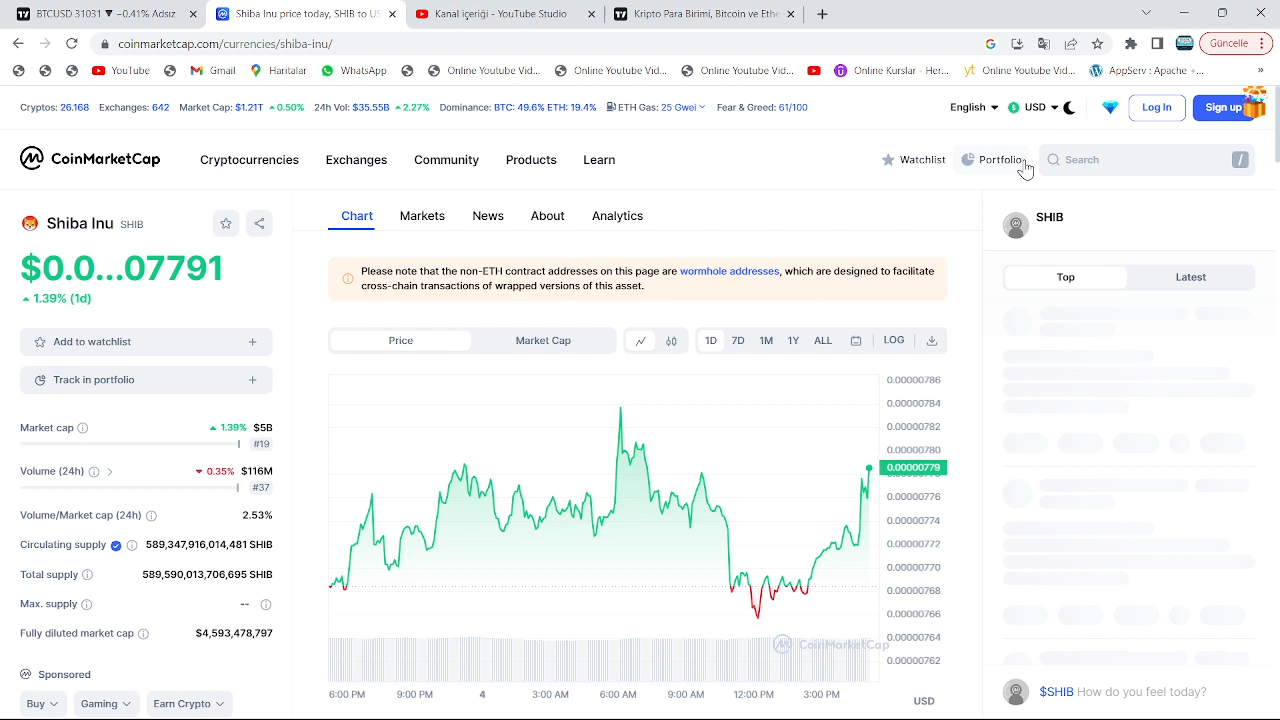 BTCUSD 31031 ▼ −0.41% Adsız
Shiba Inu price today, SHIB to US
Kanal içeriği - YouTube Studio
Kripto Para Birimi, Bitcoin ve Ethe
coinmarketcap.com/currencies/shiba-inu/
Güncelle
YouTube
Gmail
Haritalar
WhatsApp
Online Youtube Vid...
Online Youtube Vid...
Online Youtube Vid...
Online Kurslar - Her...
Online Youtube Vid...
AppServ : Apache +...
»
Cryptos: 26.168 Exchanges: 642 Market Cap: $1.21T 0.50% 24h Vol: $35.55B 2.27% Dominance: BTC: 49.6% ETH: 19.4% ETH Gas: 25 Gwei Fear & Greed: 61/100
English USD Log In Sign up
CoinMarketCap
Cryptocurrencies Exchanges Community Products Learn
Watchlist Portfolio Search /
Shiba Inu SHIB
$0.0...07791
1.39% (1d)
Add to watchlist +
Track in portfolio +
Market cap 1.39% $5B
#19
Volume (24h) 0.35% $116M
#37
Volume/Market cap (24h) 2.53%
Circulating supply 589,347,916,014,481 SHIB
Total supply 589,590,013,706,695 SHIB
Max. supply --
Fully diluted market cap $4,593,478,797
Sponsored
Buy Gaming Earn Crypto
Chart Markets News About Analytics
Please note that the non-ETH contract addresses on this page are wormhole addresses, which are designed to facilitate
cross-chain transactions of wrapped versions of this asset.
Price Market Cap 1D 7D 1M 1Y ALL LOG
0.00000786
0.00000784
0.00000782
0.00000780
0.00000779
0.00000776
0.00000774
0.00000772
0.00000770
0.00000768
0.00000766
0.00000764
0.00000762
CoinMarketCap
6:00 PM 9:00 PM 4 3:00 AM 6:00 AM 9:00 AM 12:00 PM 3:00 PM
USD
SHIB
Top Latest
$SHIB How do you feel today?